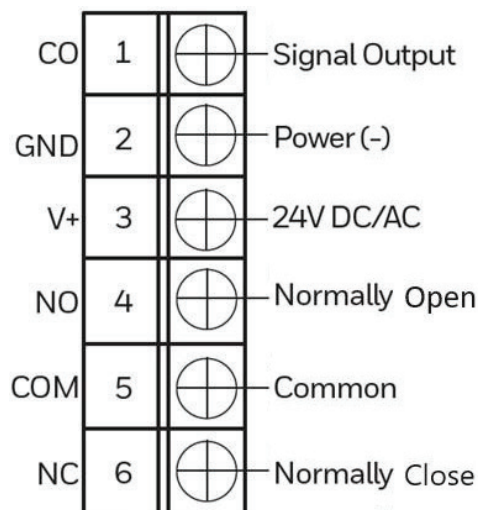 CO 1 Signal Output
GND 2 Power (-)
V+ 3 24V DC/AC
NO 4 Normally Open
COM 5 Common
NC 6 Normally Close